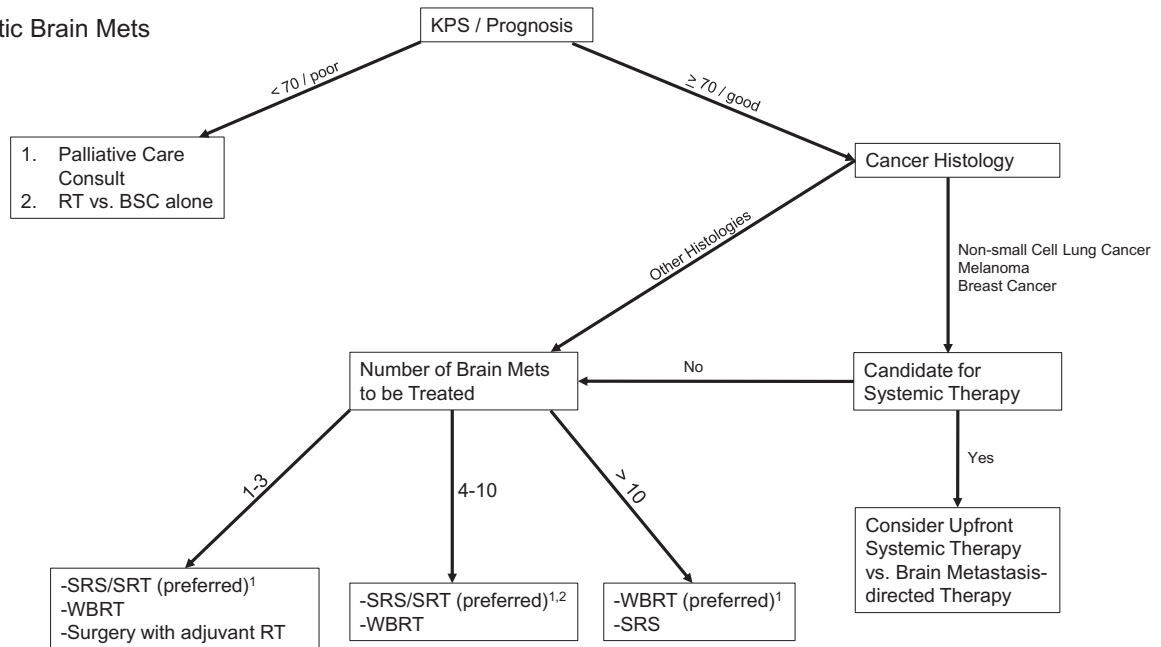 tic Brain Mets
KPS / Prognosis
< 70 / poor
≥ 70 / good
1. Palliative Care
Consult
2. RT vs. BSC alone
Cancer Histology
Other Histologies
Non-small Cell Lung Cancer
Melanoma
Breast Cancer
Number of Brain Mets
to be Treated
No
Candidate for
Systemic Therapy
Yes
1-3
4-10
> 10
Consider Upfront
Systemic Therapy
vs. Brain Metastasis-
directed Therapy
-SRS/SRT (preferred)¹
-WBRT
-Surgery with adjuvant RT
-SRS/SRT (preferred)¹,²
-WBRT
-WBRT (preferred)¹
-SRS